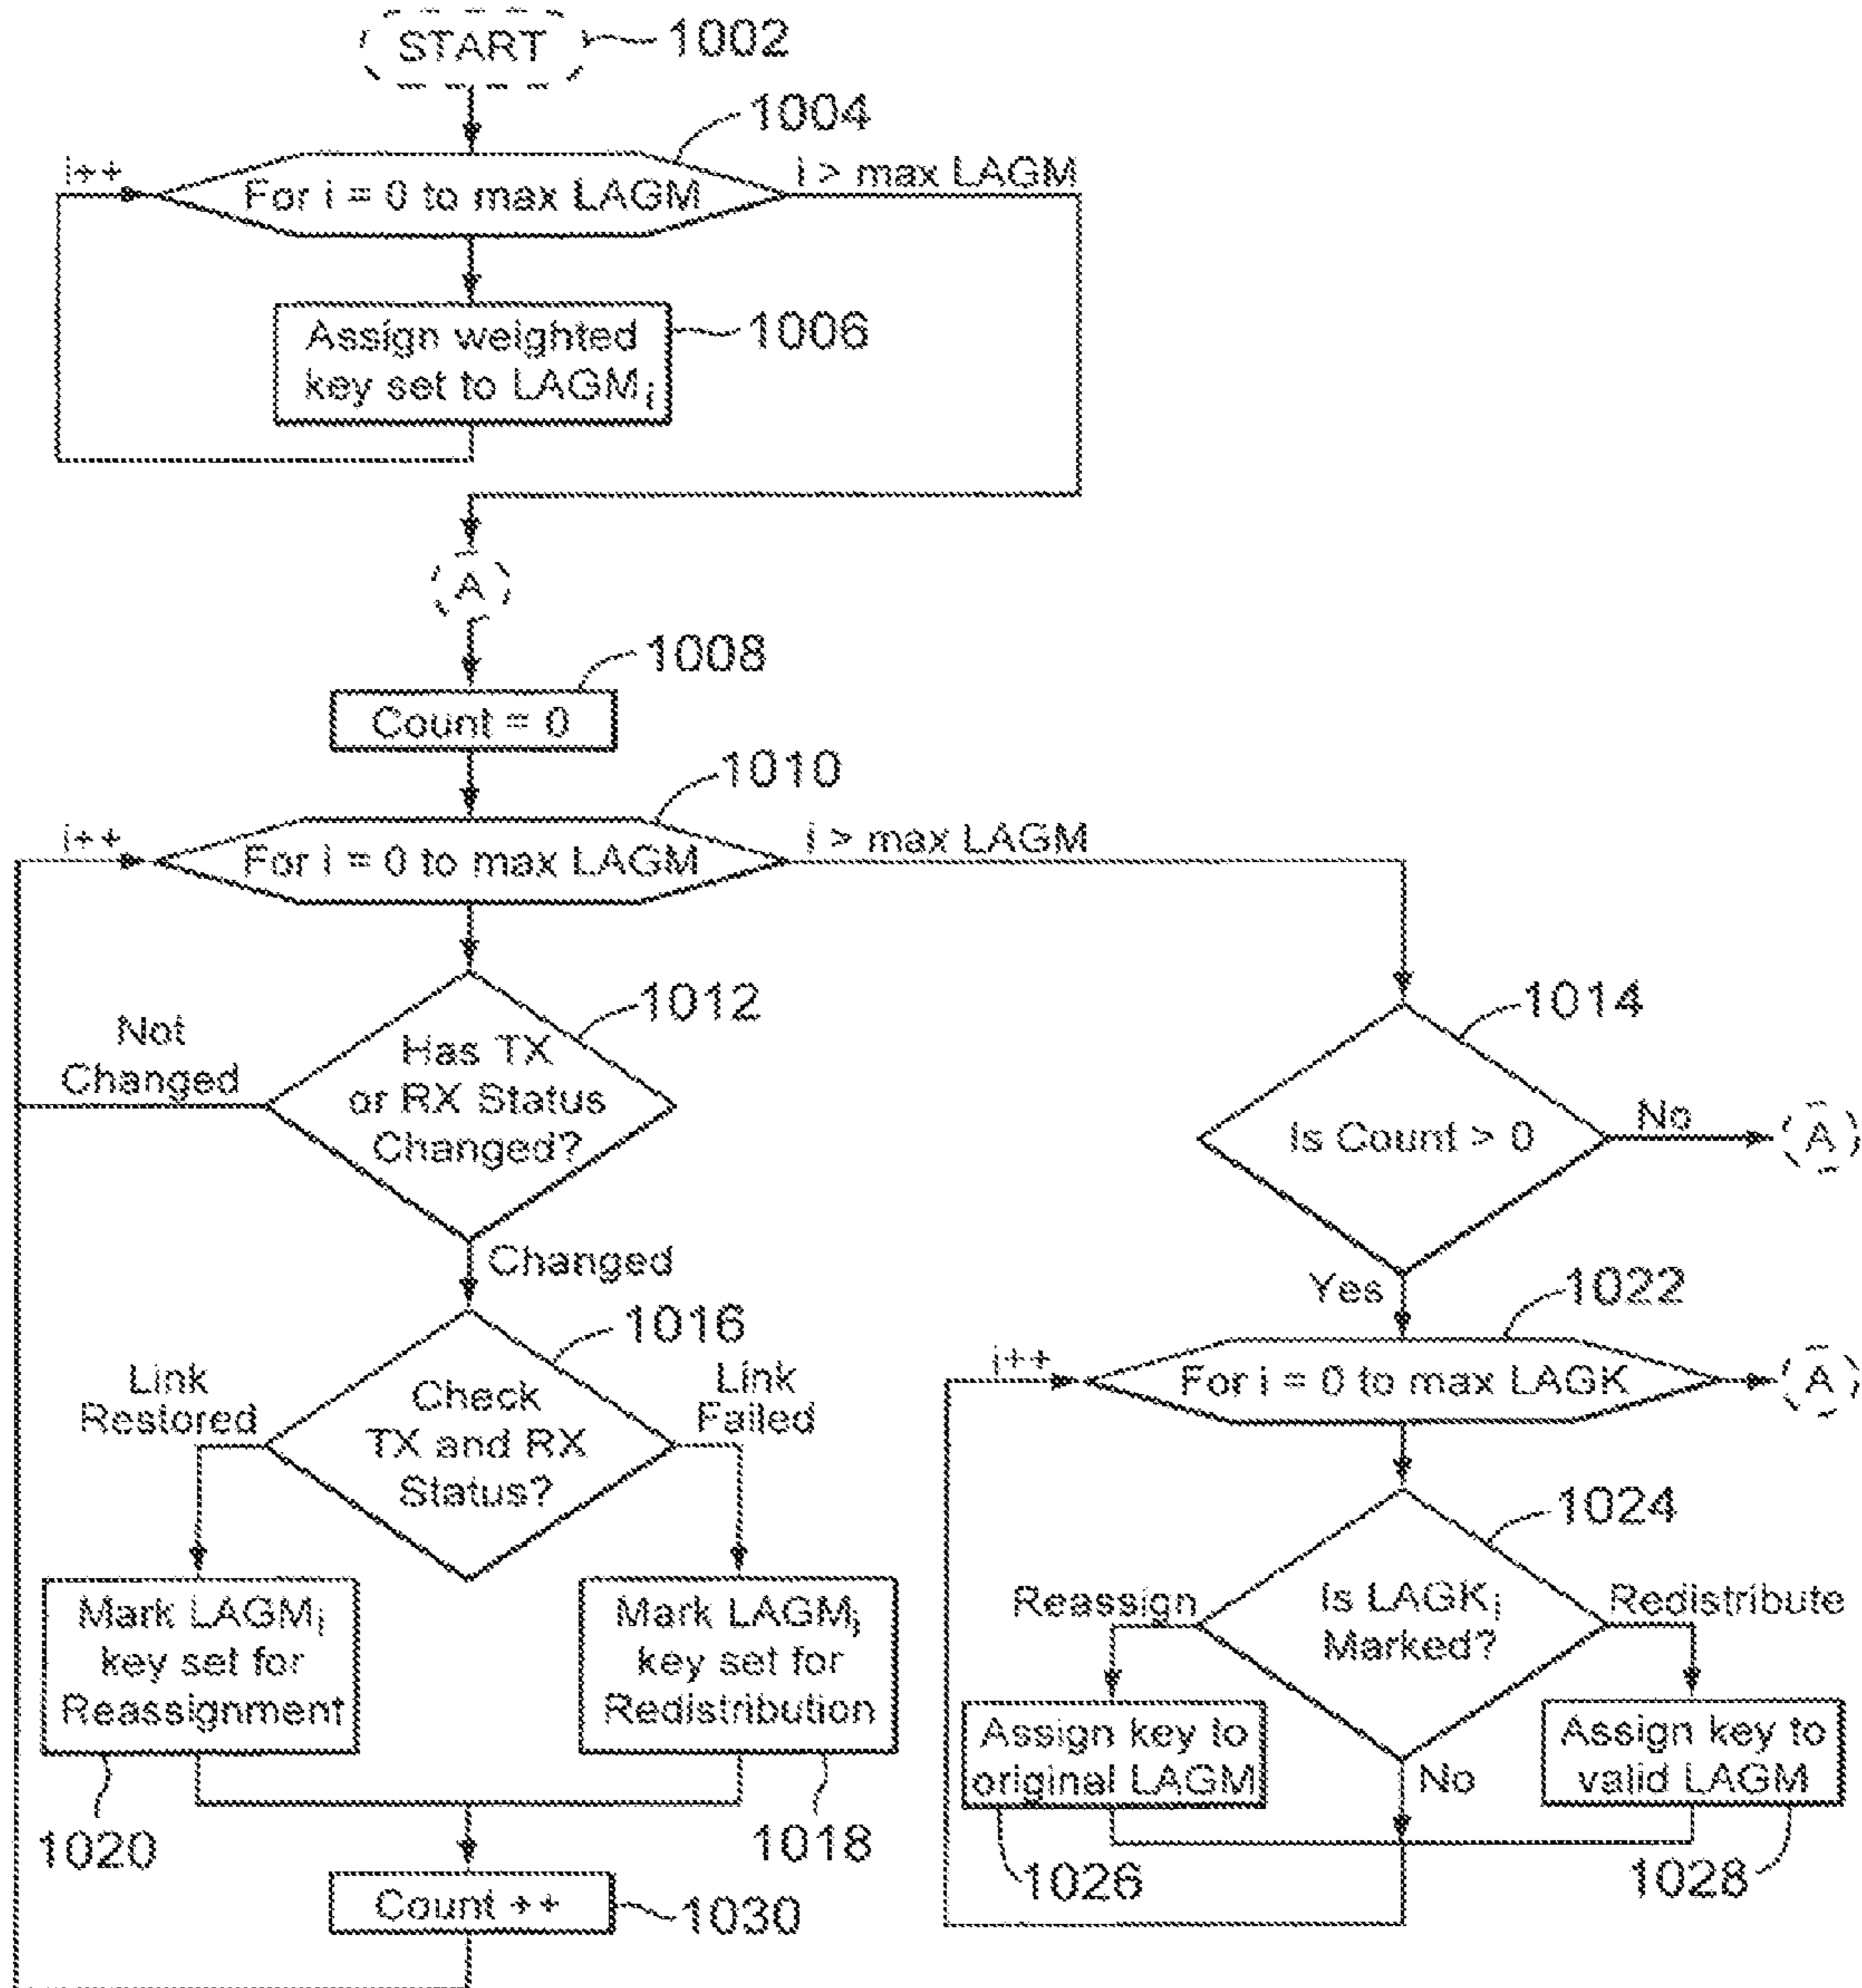 START
1002
1004
i++
For i = 0 to max LAGM
i > max LAGM
Assign weighted
key set to LAGMi
1006
A
1008
Count = 0
1010
i++
For i = 0 to max LAGM
i > max LAGM
1012
Not
Changed
Has TX
or RX Status
Changed?
Changed
1014
Is Count > 0
No
A
Yes
1016
Link
Restored
Check
TX and RX
Status?
Link
Failed
1022
i++
For i = 0 to max LAGK
A
1024
Mark LAGMi
key set for
Reassignment
Mark LAGMi
key set for
Redistribution
Reassign
Is LAGKi
Marked?
Redistribute
Assign key to
original LAGM
No
Assign key to
valid LAGM
1020
1018
1026
1028
Count ++
1030